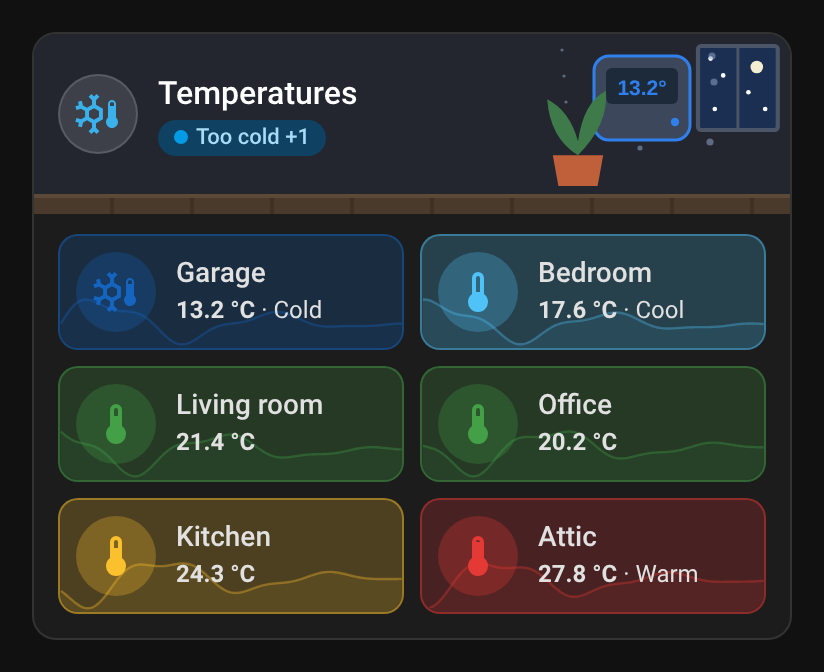 Temperatures
Too cold +1
13.2°
Garage
13.2 °C · Cold
Bedroom
17.6 °C · Cool
Living room
21.4 °C
Office
20.2 °C
Kitchen
24.3 °C
Attic
27.8 °C · Warm